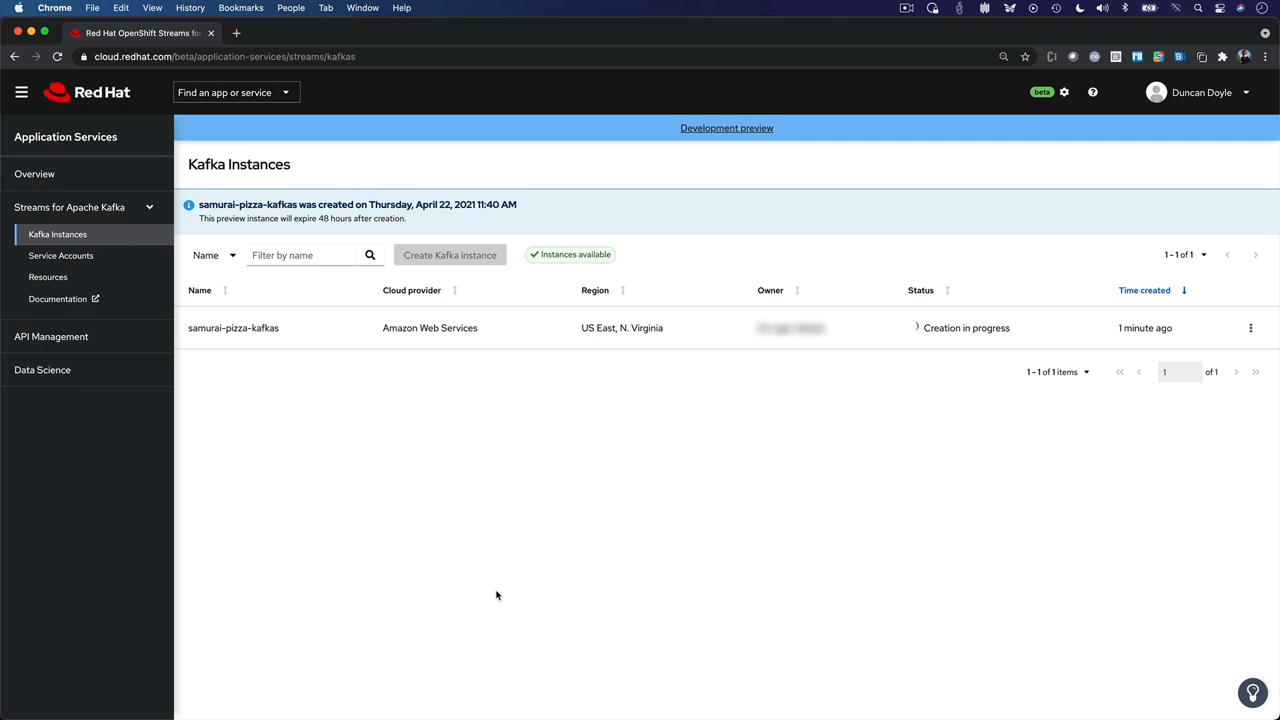 Chrome File Edit View History Bookmarks People Tab Window Help
Red Hat OpenShift Streams for
cloud.redhat.com/beta/application-services/streams/kafkas
Red Hat
Find an app or service
beta
Duncan Doyle
Application Services
Overview
Streams for Apache Kafka
Kafka Instances
Service Accounts
Resources
Documentation
API Management
Data Science
Development preview
Kafka Instances
samurai-pizza-kafkas was created on Thursday, April 22, 2021 11:40 AM
This preview instance will expire 48 hours after creation.
Name Filter by name Create Kafka instance Instances available 1 - 1 of 1
Name Cloud provider Region Owner Status Time created
samurai-pizza-kafkas Amazon Web Services US East, N. Virginia Creation in progress 1 minute ago
1 - 1 of 1 items 1 of 1